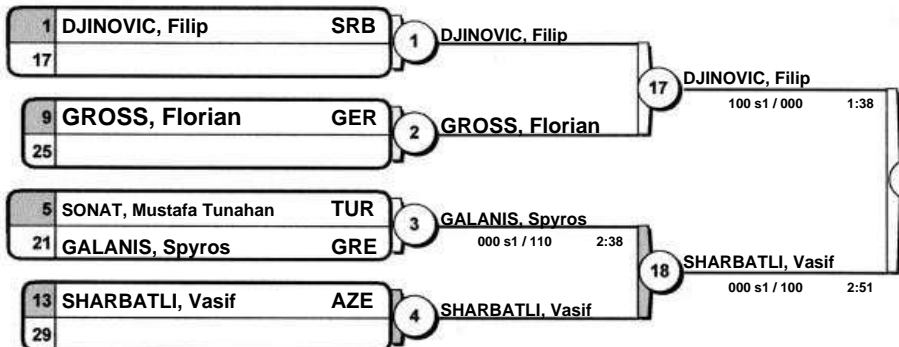 1 DJINOVIC, Filip SRB
17
1 DJINOVIC, Filip
17 DJINOVIC, Filip
100 s1 / 000 1:38
9 GROSS, Florian GER
25
2 GROSS, Florian
5 SONAT, Mustafa Tunahan TUR
21 GALANIS, Spyros GRE
3 GALANIS, Spyros
000 s1 / 110 2:38
18 SHARBATLI, Vasif
000 s1 / 100 2:51
13 SHARBATLI, Vasif AZE
29
4 SHARBATLI, Vasif